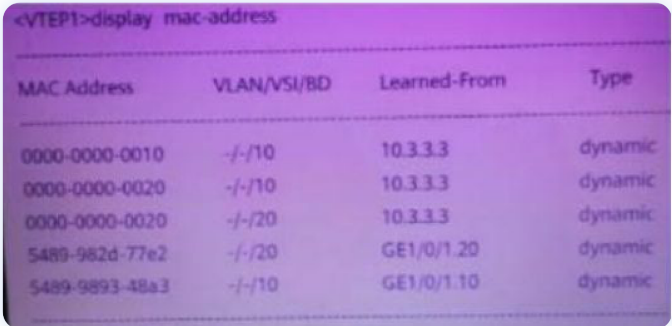 <VTEP1>display mac-address
MAC Address VLAN/VSI/BD Learned-From Type
0000-0000-0010 -/-/10 10.3.3.3 dynamic
0000-0000-0020 -/-/10 10.3.3.3 dynamic
0000-0000-0020 -/-/20 10.3.3.3 dynamic
5489-982d-77e2 -/-/20 GE1/0/1.20 dynamic
5489-9893-48a3 -/-/10 GE1/0/1.10 dynamic